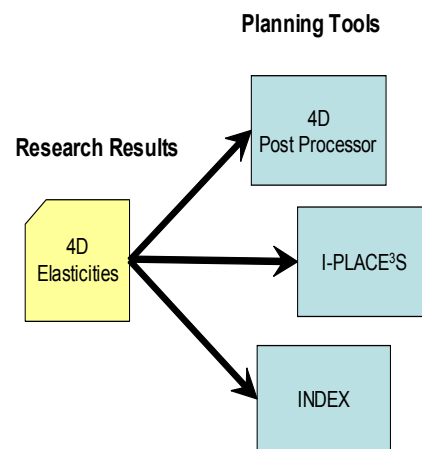 Planning Tools
4D
Post Processor
Research Results
4D
Elasticities
I-PLACE³S
INDEX